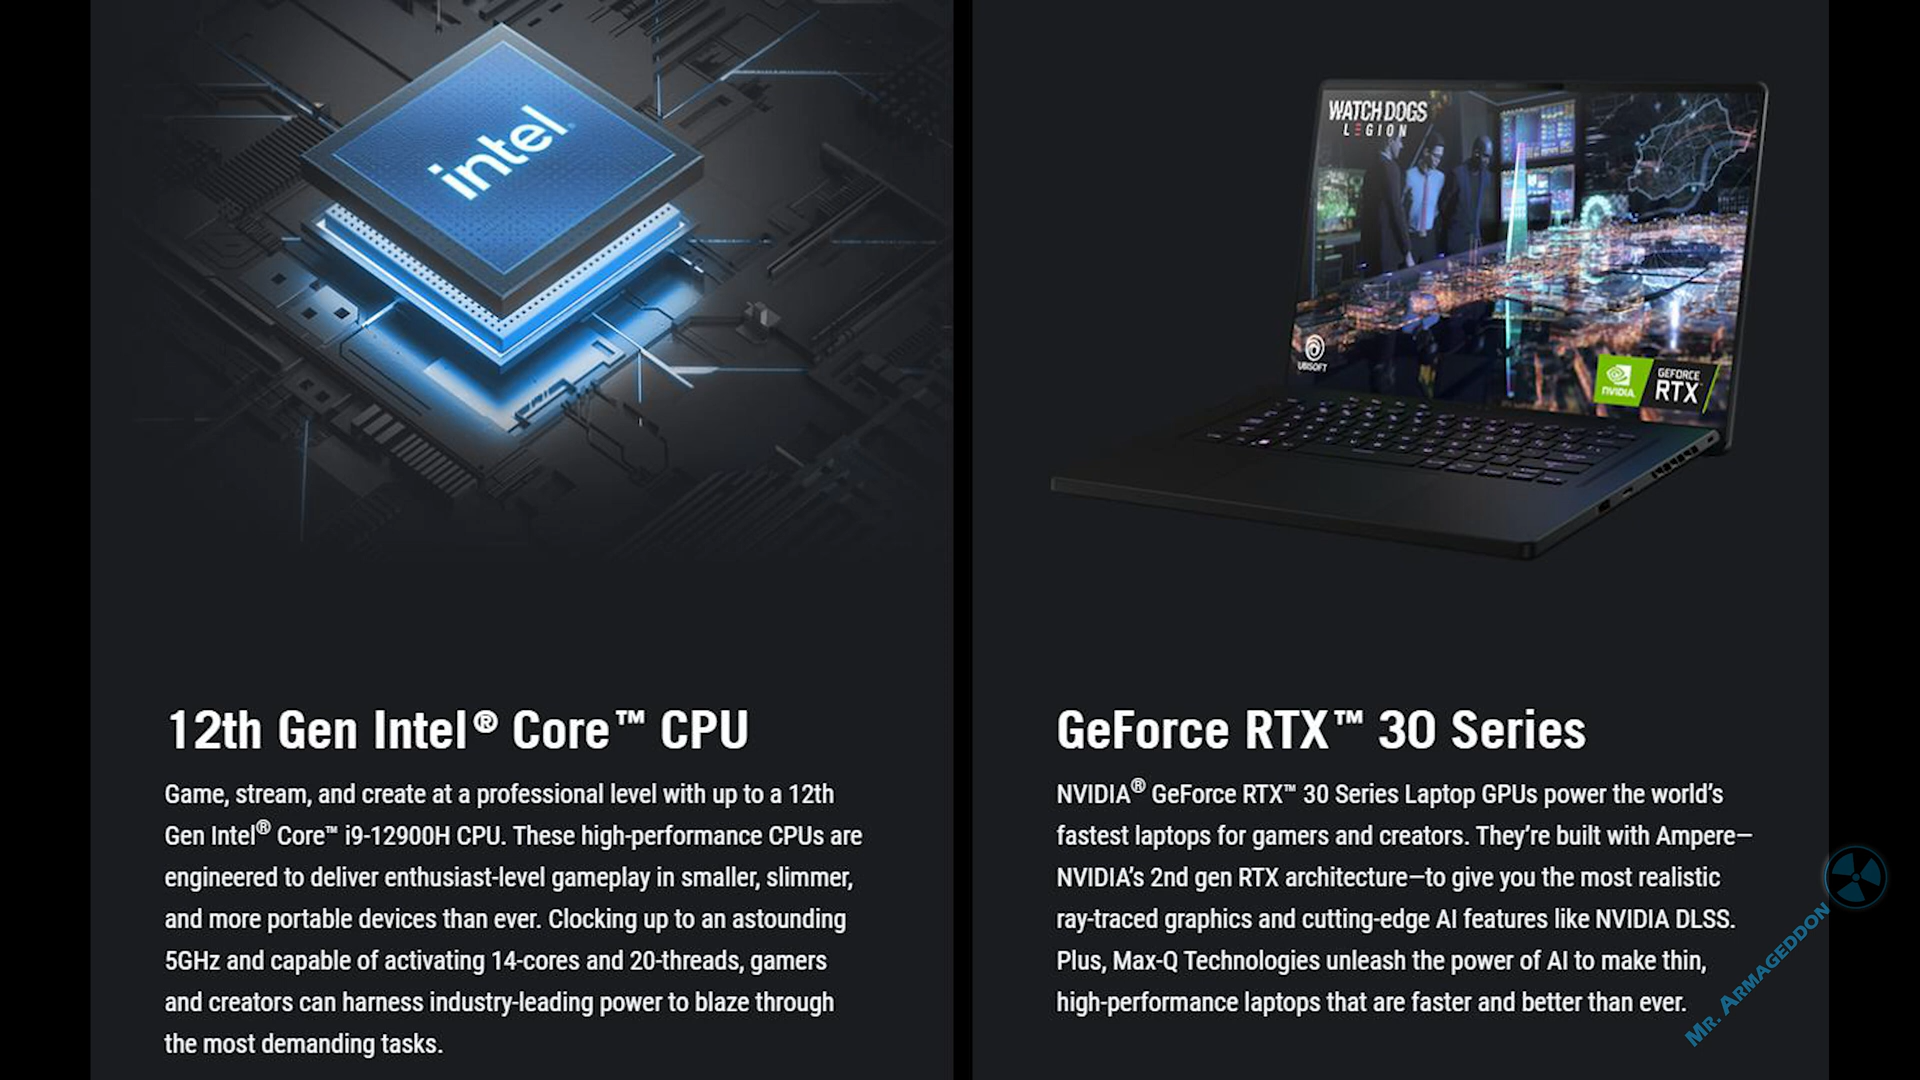 intel
WATCH DOGS
LEGION
UBISOFT
NVIDIA.
GEFORCE
RTX™
12th Gen Intel® Core™ CPU
Game, stream, and create at a professional level with up to a 12th
Gen Intel® Core™ i9-12900H CPU. These high-performance CPUs are
engineered to deliver enthusiast-level gameplay in smaller, slimmer,
and more portable devices than ever. Clocking up to an astounding
5GHz and capable of activating 14-cores and 20-threads, gamers
and creators can harness industry-leading power to blaze through
the most demanding tasks.
GeForce RTX™ 30 Series
NVIDIA® GeForce RTX™ 30 Series Laptop GPUs power the world's
fastest laptops for gamers and creators. They're built with Ampere—
NVIDIA's 2nd gen RTX architecture—to give you the most realistic
ray-traced graphics and cutting-edge AI features like NVIDIA DLSS.
Plus, Max-Q Technologies unleash the power of AI to make thin,
high-performance laptops that are faster and better than ever.
MR. ARMAGEDDON